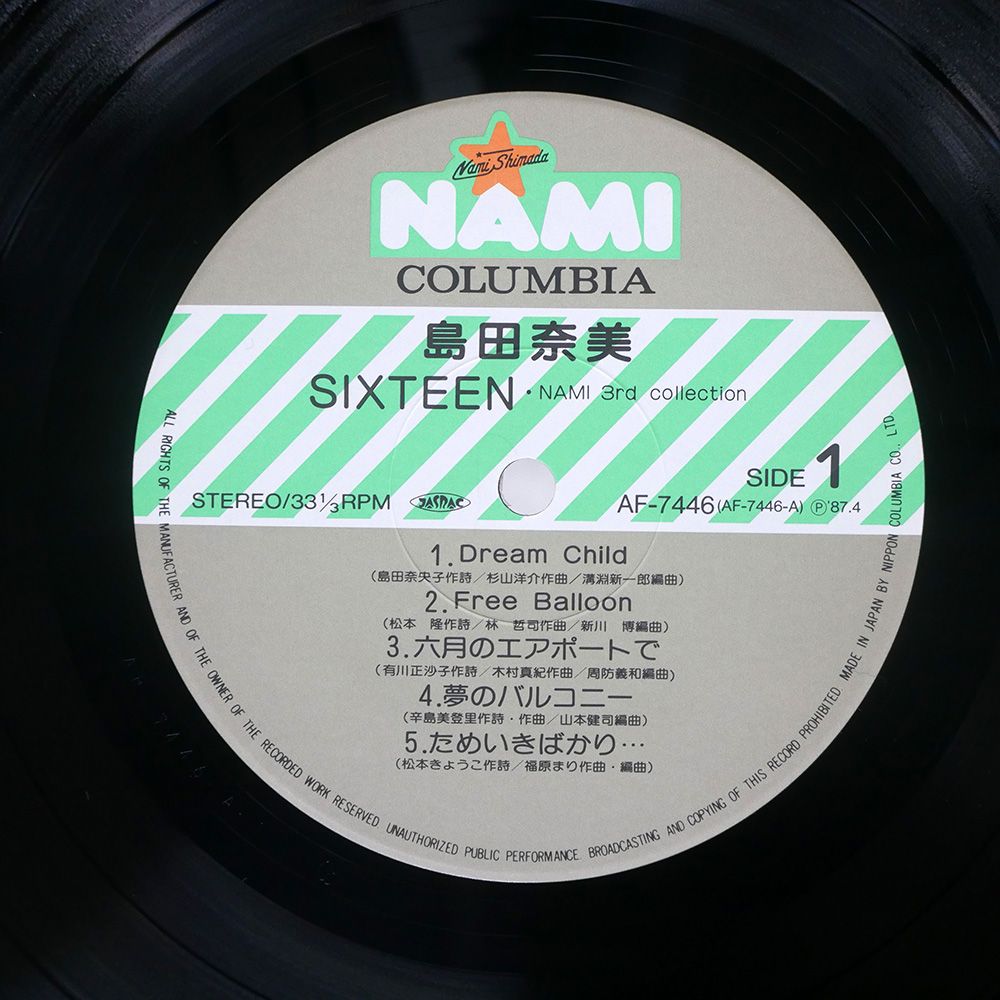 Nami Shimada
NAMI
COLUMBIA
島田奈美
SIXTEEN・NAMI 3rd collection
SIDE 1
STEREO/33 1/3 RPM JASRAC AF-7446 (AF-7446-A) Ⓟ'87.4
1. Dream Child
(島田奈央子作詩/杉山洋介作曲/溝淵新一郎編曲)
2. Free Balloon
(松本 隆作詩/林 哲司作曲/新川 博編曲)
3. 六月のエアポートで
(有川正沙子作詩/木村真紀作曲/周防義和編曲)
4. 夢のバルコニー
(辛島美登里作詩・作曲/山本健司編曲)
5. ためいきばかり…
(松本きょうこ作詩/福原まり作曲・編曲)
ALL RIGHTS OF THE MANUFACTURER AND OF THE OWNER OF THE RECORDED WORK RESERVED UNAUTHORIZED PUBLIC PERFORMANCE. BROADCASTING AND COPYING OF THIS RECORD PROHIBITED MADE IN JAPAN BY NIPPON COLUMBIA CO., LTD.